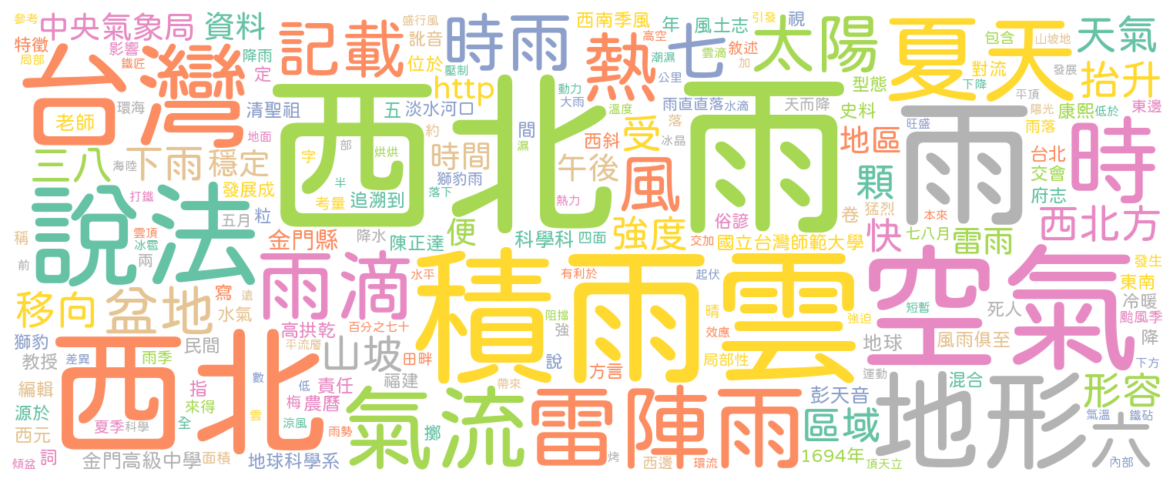 參考
中央氣象局
資料
盛行風
引發
高空
西南季風
年
風土志
視
包含
山坡地
天氣
特徵
局部
影響
鐵匠
降雨
定
記載
訛音
位於
時雨
熱
潮濕
雲滴
敘述
加
七
太陽
型態
夏天
對流
發展
抬升
下降
平頂
陽光
台灣
老師
環海
地面
清聖祖
壓制
http
五
淡水河口
動力
大雨
公里
溫度
雨直直落
水滴
天而降
史料
旺盛
康熙
低於
東邊
西北雨
約
間
濕
西斜
受
落
冰晶
地區
雨
雨落
台北
交會
時
三八
海陸
下雨
穩定
字
部
烘烘
時間
獅豹雨
午後
風
顆
府志
打鐵
發展成
半
考量
追溯到
落下
熱力
俗諺
卷
猛烈
本來
西北方
說法
稱
五月
粒
雲頂
冰雹
金門縣
降水
陳正達
便
科學科
四面
強度
交加
國立台灣師範大學
快
七八月
雷雨
前
兩
雨滴
水平
積雨雲
有利於
起伏
晴
強迫
空氣
短暫
死人
東南
冷暖
發生
颱風季
移向
盆地
寫
遠
水氣
高拱乾
百分之七十
阻擋
強
效應
地球
風雨俱至
降
獅豹
教授
差異
雨季
民間
平流層
山坡
田畔
說
方言
局部性
運動
下方
西北
編輯
源於
指
來得
全
數
低
梅
農曆
責任
福建
帶來
氣流
雷陣雨
彭天音
區域
混合
地形
形容
氣溫
鐵砧
西元
夏季
科學
雲
涼風
雨勢
擲
六
傾盆
詞
金門高級中學
面積
地球科學系
烤
西邊
環流
1694年
頂天立
內部